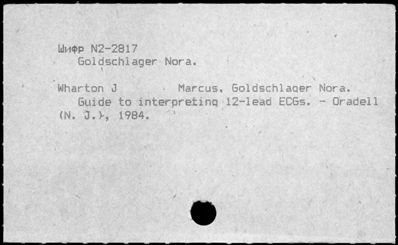 Шифр N2-2817
Goldschlager Nora.
Wharton J Marcus, Goldschlager Nora.
Guide to interpreting 12-lead ECGs. - Oradell
(N. J.), 1984.